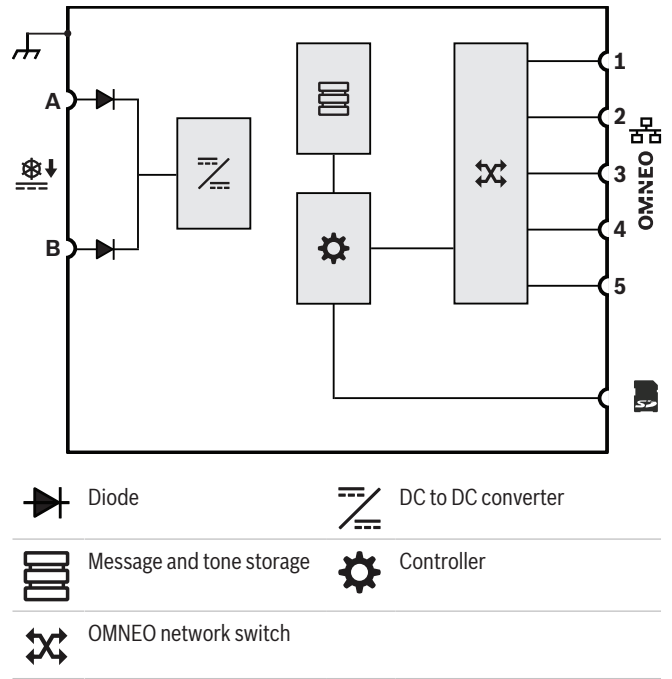 1
A
2
OMNEO
3
B
4
5
SD
Diode
DC to DC converter
Message and tone storage
Controller
OMNEO network switch